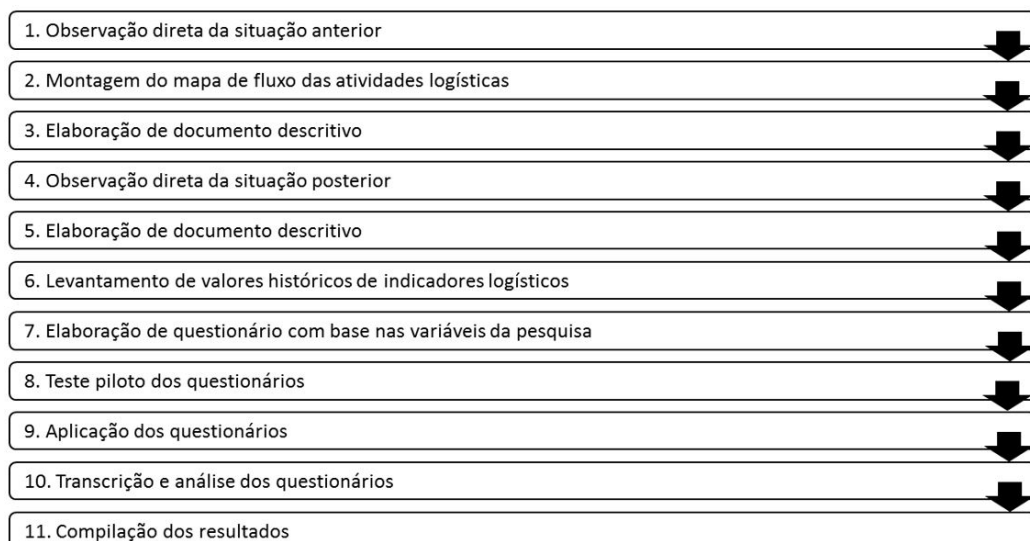 1. Observação direta da situação anterior
2. Montagem do mapa de fluxo das atividades logísticas
3. Elaboração de documento descritivo
4. Observação direta da situação posterior
5. Elaboração de documento descritivo
6. Levantamento de valores históricos de indicadores logísticos
7. Elaboração de questionário com base nas variáveis da pesquisa
8. Teste piloto dos questionários
9. Aplicação dos questionários
10. Transcrição e análise dos questionários
11. Compilação dos resultados